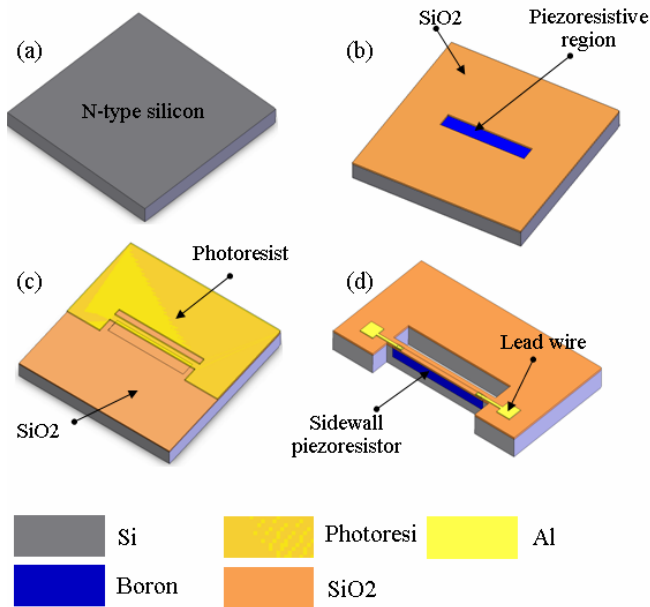 (a)
N-type silicon
(b)
SiO2
Piezoresistive
region
(c)
Photoresist
SiO2
(d)
Lead wire
Sidewall
piezoresistor
Si
Photoresi
Al
Boron
SiO2